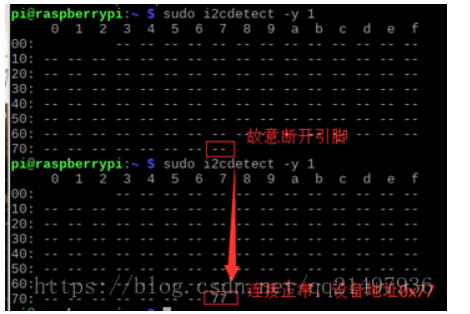 pi@raspberrypi:~ $ sudo i2cdetect -y 1
     0  1  2  3  4  5  6  7  8  9  a  b  c  d  e  f
00:          -- -- -- -- -- -- -- -- -- -- -- -- --
10: -- -- -- -- -- -- -- -- -- -- -- -- -- -- -- --
20: -- -- -- -- -- -- -- -- -- -- -- -- -- -- -- --
30: -- -- -- -- -- -- -- -- -- -- -- -- -- -- -- --
40: -- -- -- -- -- -- -- -- -- -- -- -- -- -- -- --
50: -- -- -- -- -- -- -- -- -- -- -- -- -- -- -- --
60: -- -- -- -- -- -- -- -- -- -- -- -- -- -- -- --
故意断开引脚
70: -- -- -- -- -- -- -- --
pi@raspberrypi:~ $ sudo i2cdetect -y 1
     0  1  2  3  4  5  6  7  8  9  a  b  c  d  e  f
00:          -- -- -- -- -- -- -- -- -- -- -- -- --
10: -- -- -- -- -- -- -- -- -- -- -- -- -- -- -- --
20: -- -- -- -- -- -- -- -- -- -- -- -- -- -- -- --
30: -- -- -- -- -- -- -- -- -- -- -- -- -- -- -- --
40: -- -- -- -- -- -- -- -- -- -- -- -- -- -- -- --
50: -- -- -- -- -- -- -- -- -- -- -- -- -- -- -- --
60: -- -- -- -- -- -- -- -- -- -- -- -- -- -- -- --
https://blog.csdn.net/qq21497936
连接正常，设备地址0x77
70: -- -- -- -- -- -- -- 77
pi@raspberrypi:~ $